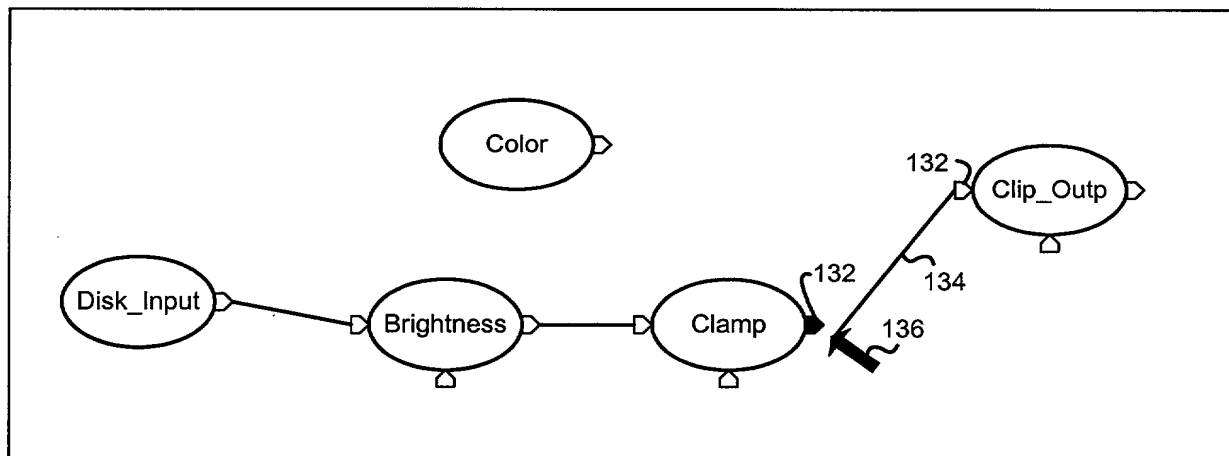 Color
132
Clip_Outp
Disk_Input
132
134
Brightness
Clamp
136